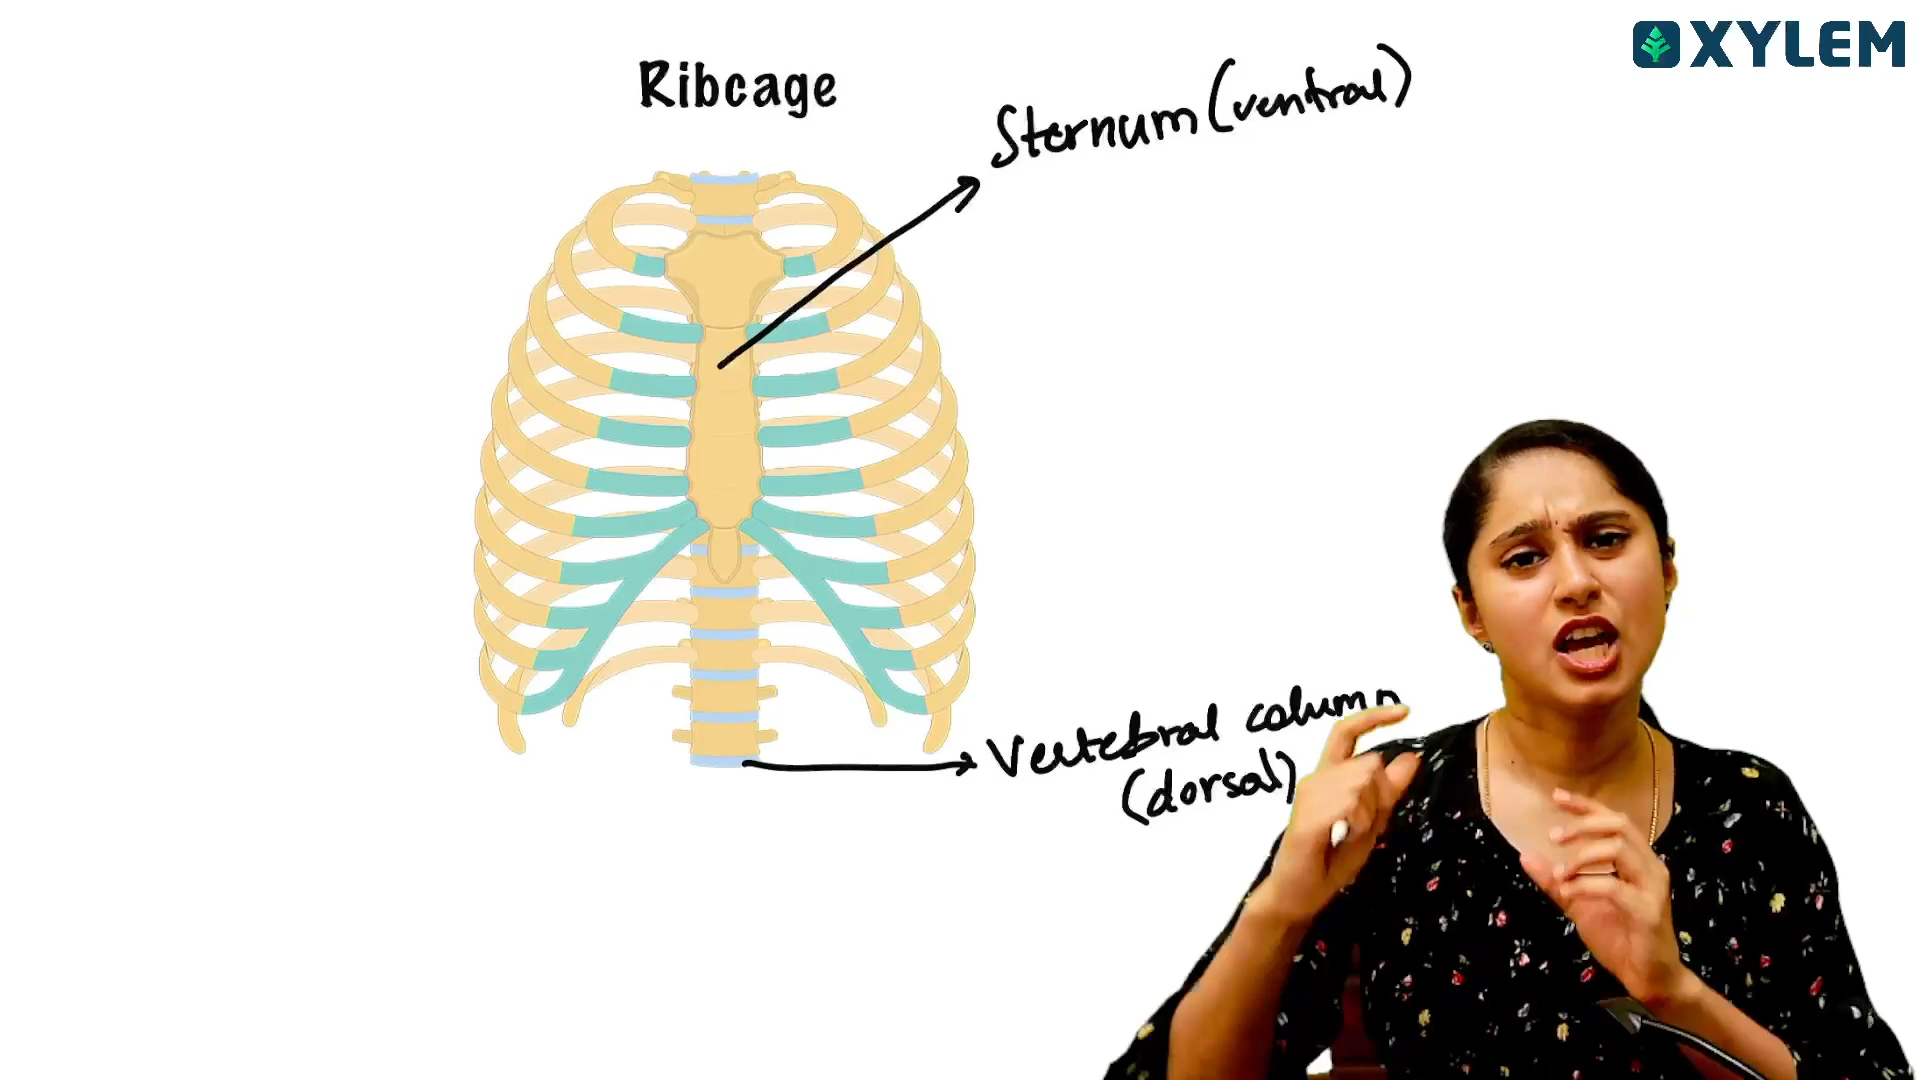 XYLEM
Ribcage
Sternum (ventral)
Vertebral column
(dorsal)